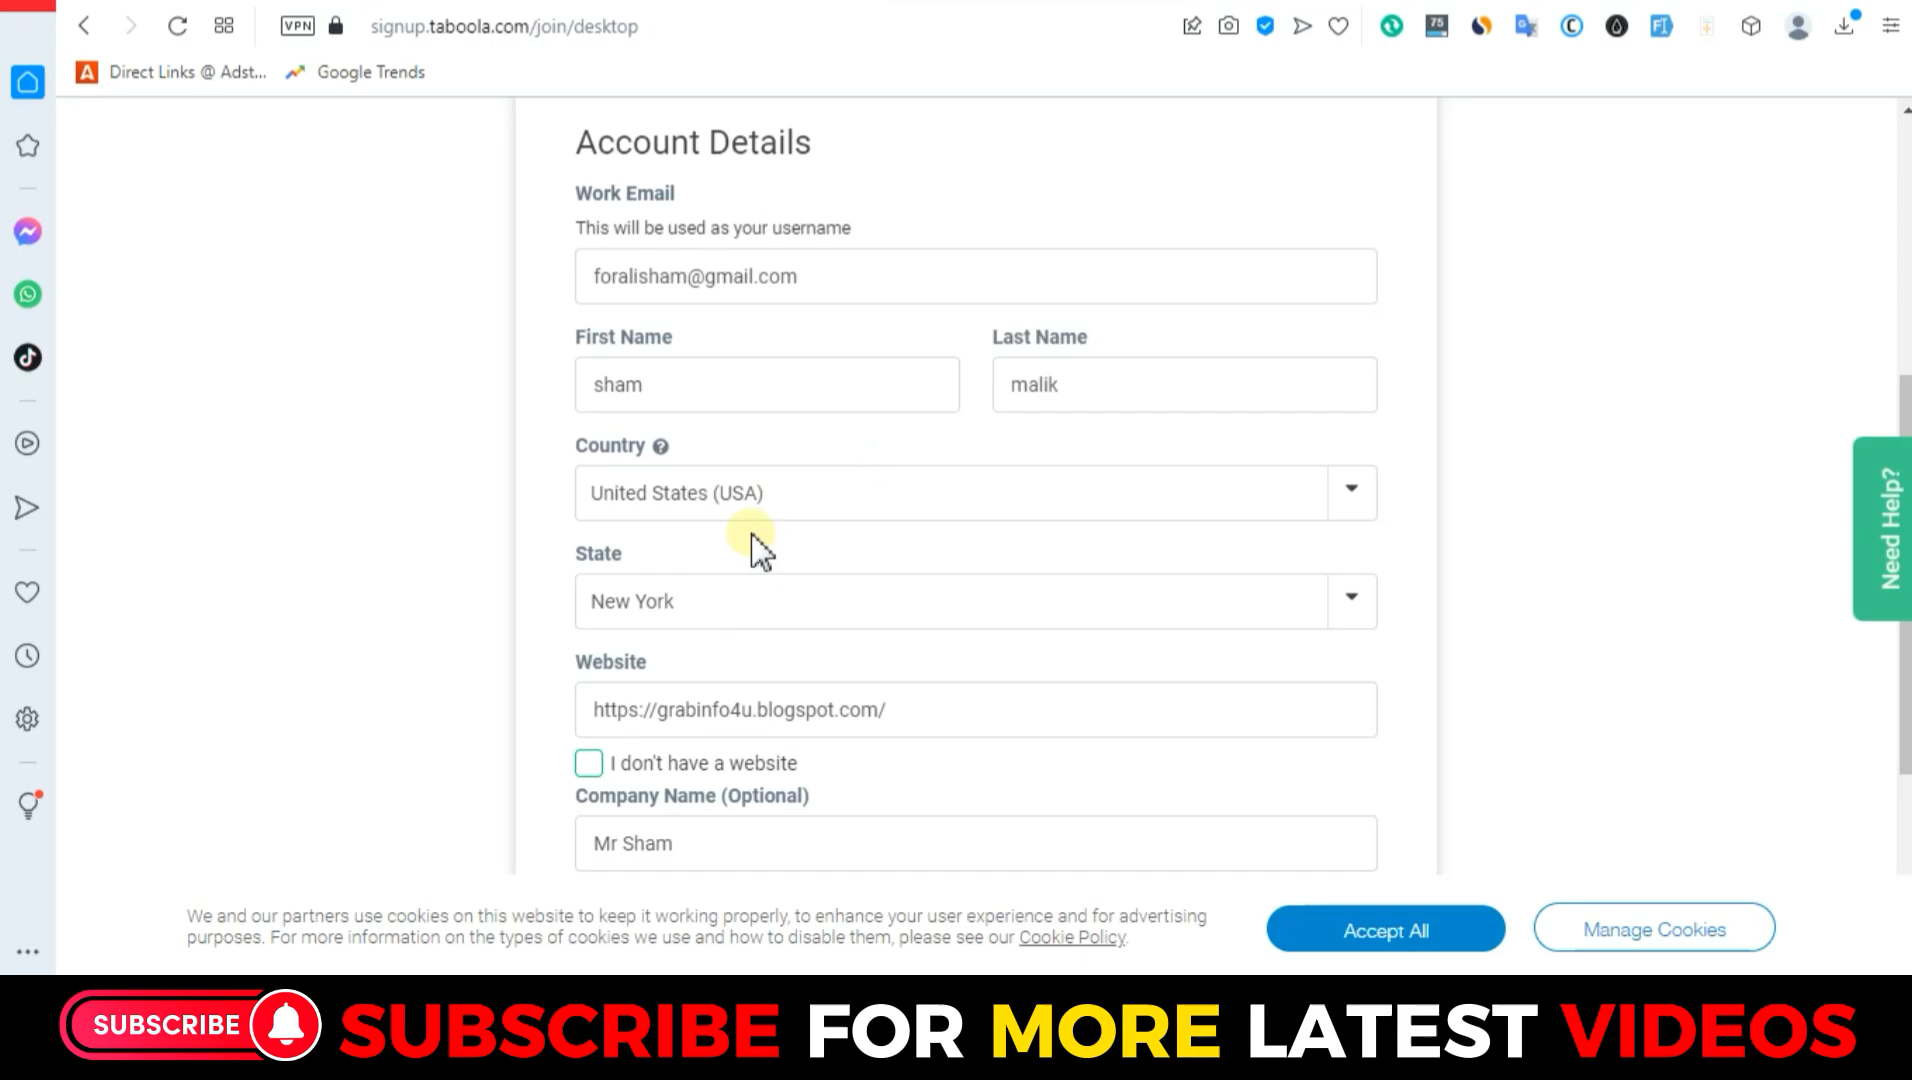 VPN
signup.taboola.com/join/desktop
75
Direct Links @ Adst...
Google Trends
Account Details
Work Email
This will be used as your username
foralisham@gmail.com
First Name
Last Name
sham
malik
Country
United States (USA)
State
New York
Website
https://grabinfo4u.blogspot.com/
I don't have a website
Company Name (Optional)
Mr Sham
Need Help?
We and our partners use cookies on this website to keep it working properly, to enhance your user experience and for advertising
purposes. For more information on the types of cookies we use and how to disable them, please see our Cookie Policy.
Accept All
Manage Cookies
SUBSCRIBE
SUBSCRIBE FOR MORE LATEST VIDEOS